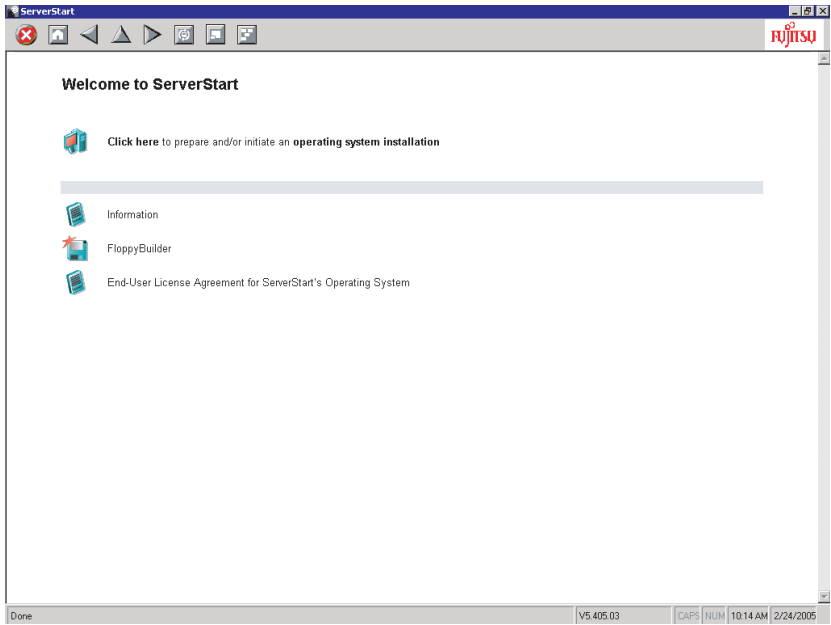 ServerStart
FUJITSU
Welcome to ServerStart
Click here to prepare and/or initiate an operating system installation
Information
FloppyBuilder
End-User License Agreement for ServerStart's Operating System
Done
V5.405.03
CAPS
NUM
10:14 AM
2/24/2005